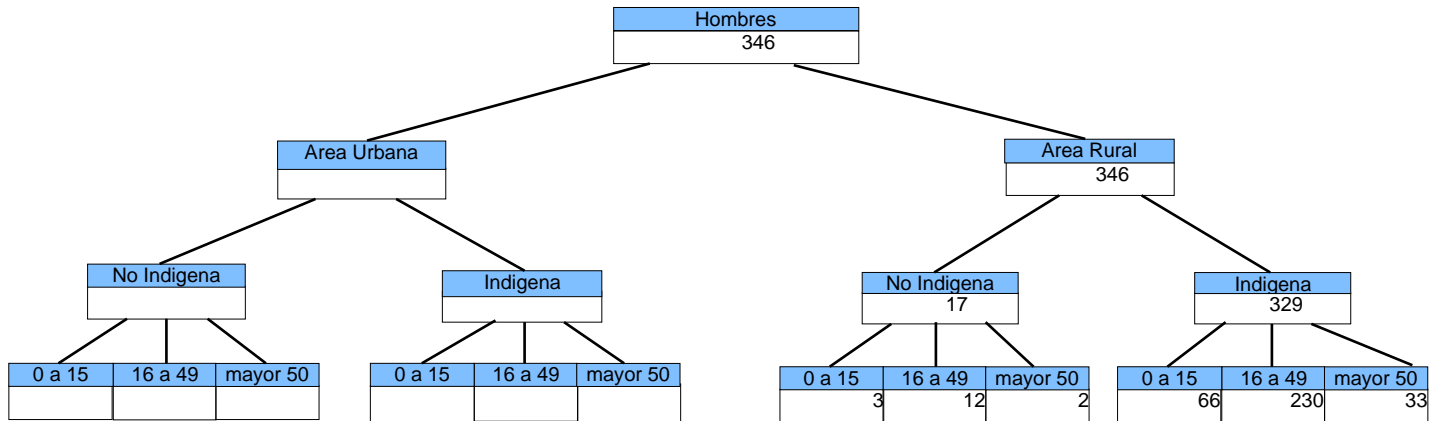 Hombres
346
Area Urbana
Area Rural
346
No Indigena
Indigena
No Indigena
17
Indigena
329
0 a 15 16 a 49 mayor 50
0 a 15 16 a 49 mayor 50
0 a 15 16 a 49 mayor 50
3 12 2
0 a 15 16 a 49 mayor 50
66 230 33